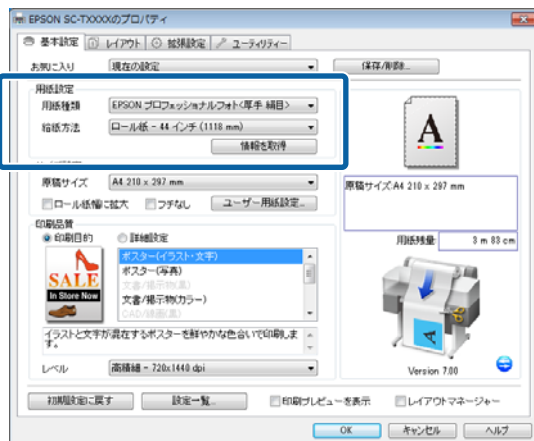 EPSON SC-TXXXXのプロパティ
基本設定 レイアウト 拡張設定 ユーティリティー
お気に入り 現在の設定 保存/削除...
用紙設定
用紙種類 EPSON プロフェッショナルフォト<厚手 絹目>
給紙方法 ロール紙 - 44 インチ (1118 mm)
情報を取得
A
原稿サイズ A4 210 x 297 mm
原稿サイズ:A4 210 x 297 mm
ロール紙幅に拡大 フチなし ユーザー用紙設定...
印刷品質
印刷目的 詳細設定
用紙残量 3 m 83 cm
SALE
In Store Now
ポスター(イラスト・文字)
ポスター(写真)
文書/掲示物(黒)
文書/掲示物(カラー)
CAD/線画(黒)
イラストと文字が混在するポスターを鮮やかな色合いで印刷します。
レベル 高精細 - 720x1440 dpi
Version 7.00
初期設定に戻す 設定一覧... 印刷プレビューを表示 レイアウトマネージャー
OK キャンセル ヘルプ